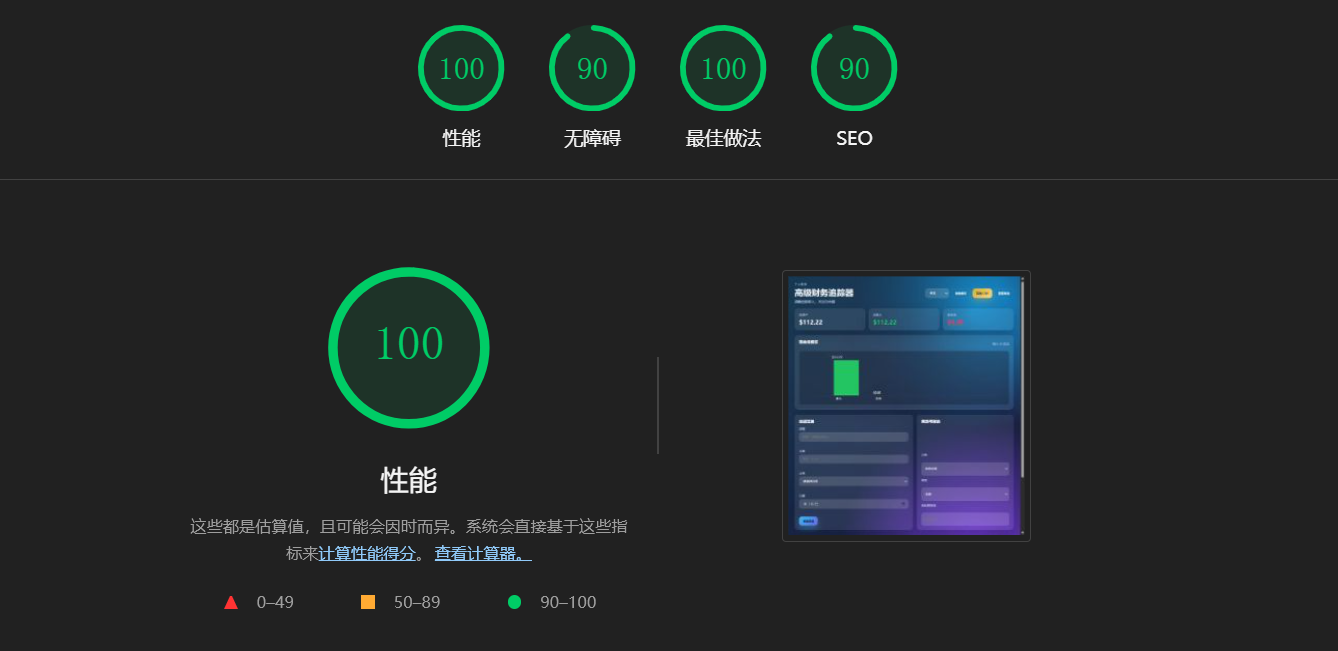 100
90
100
90
性能
无障碍
最佳做法
SEO
100
性能
这些都是估算值，且可能会因时而异。系统会直接基于这些指
标来计算性能得分。 查看计算器。
0–49
50–89
90–100
高级财务追踪器
$112.22
$112.22